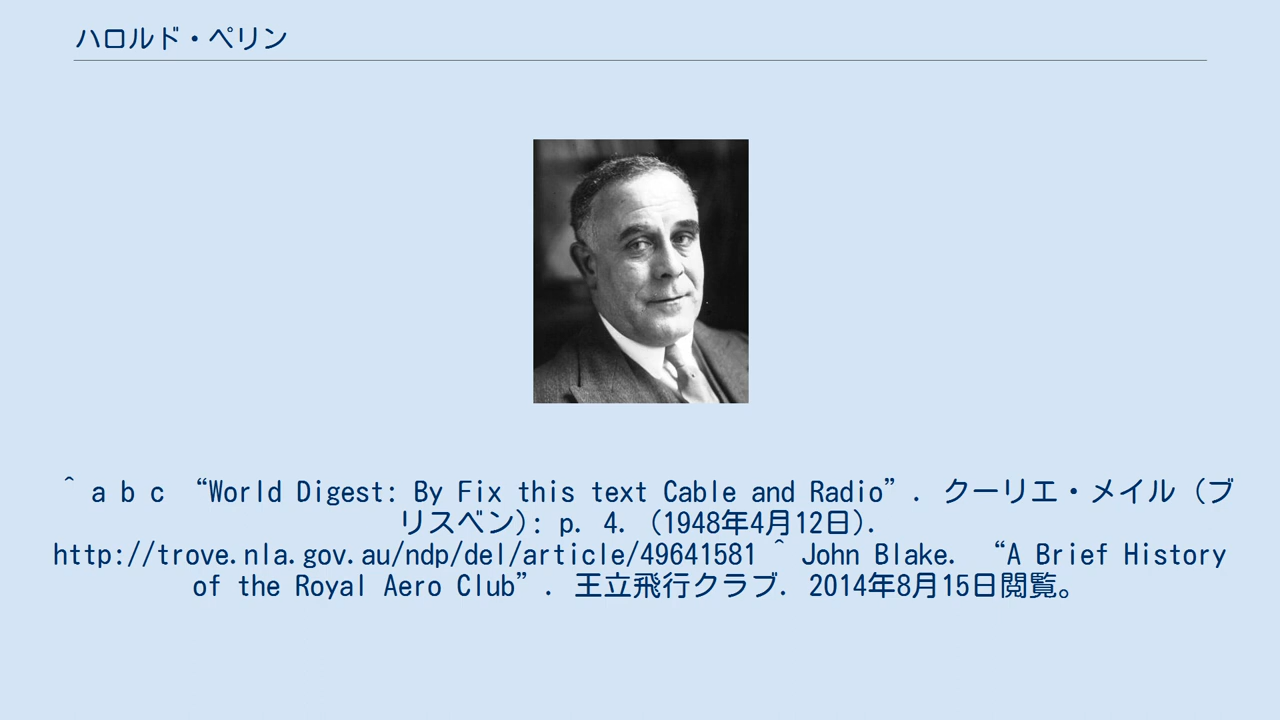 ハロルド・ペリン
^ a b c “World Digest: By Fix this text Cable and Radio”. クーリエ・メイル (ブ
リスベン): p. 4. (1948年4月12日).
http://trove.nla.gov.au/ndp/del/article/49641581 ^ John Blake. “A Brief History
of the Royal Aero Club”. 王立飛行クラブ. 2014年8月15日閲覧。